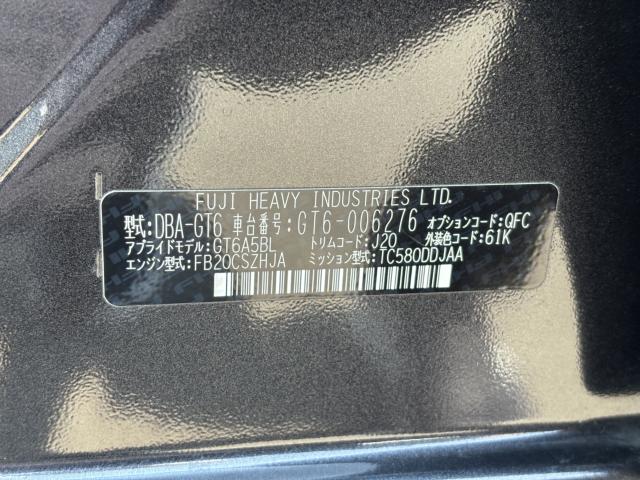 FUJI HEAVY INDUSTRIES LTD.
型式:DBA-GT6 車台番号:GT6-006276 オプションコード:QFC
アプライドモデル:GT6A5BL トリムコード:J20 外装色コード:61K
エンジン型式:FB20CSZHJA ミッション型式:TC580DDJAA